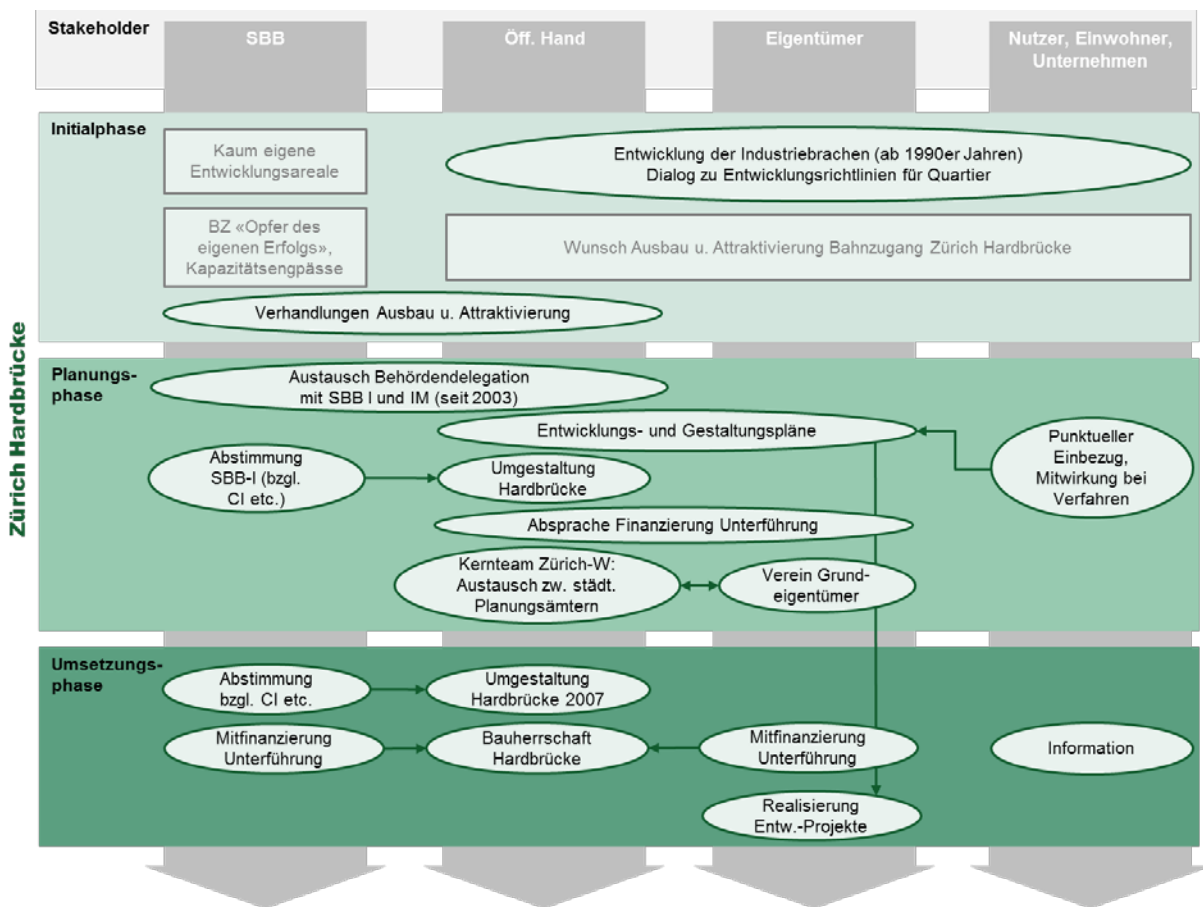 Stakeholder
SBB
Öff. Hand
Eigentümer
Nutzer, Einwohner,
Unternehmen
Zürich Hardbrücke
Initialphase
Kaum eigene
Entwicklungsareale
Entwicklung der Industriebrachen (ab 1990er Jahren)
Dialog zu Entwicklungsrichtlinien für Quartier
BZ «Opfer des
eigenen Erfolgs»,
Kapazitätsengpässe
Wunsch Ausbau u. Attraktivierung Bahnzugang Zürich Hardbrücke
Verhandlungen Ausbau u. Attraktivierung
Planungs-
phase
Austausch Behördendelegation
mit SBB I und IM (seit 2003)
Entwicklungs- und Gestaltungspläne
Punktueller
Einbezug,
Mitwirkung bei
Verfahren
Abstimmung
SBB-I (bzgl.
CI etc.)
Umgestaltung
Hardbrücke
Absprache Finanzierung Unterführung
Kernteam Zürich-W:
Austausch zw. städt.
Planungsämtern
Verein Grund-
eigentümer
Umsetzungs-
phase
Abstimmung
bzgl. CI etc.
Umgestaltung
Hardbrücke 2007
Mitfinanzierung
Unterführung
Bauherrschaft
Hardbrücke
Mitfinanzierung
Unterführung
Information
Realisierung
Entw.-Projekte